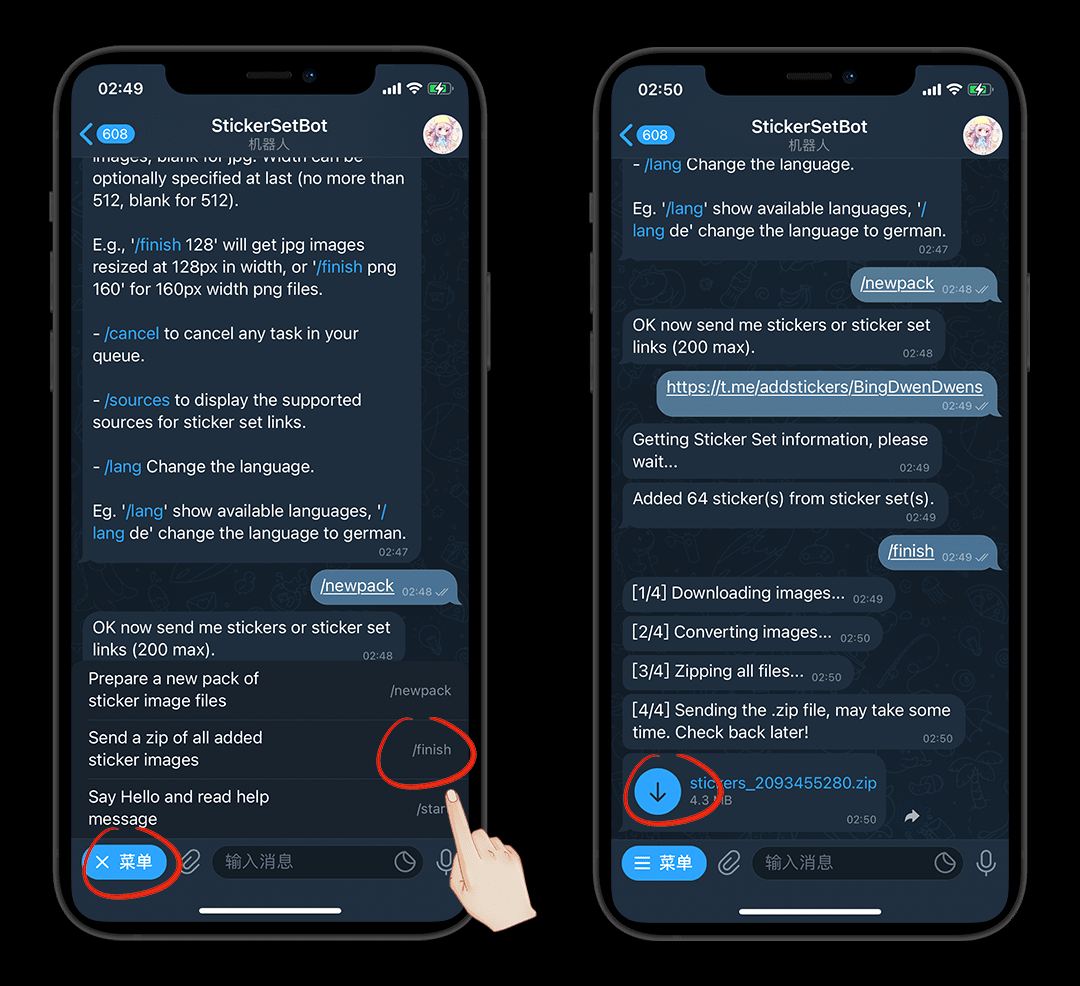 02:49
608
StickerSetBot
机器人
images, blank for jpg. Width can be
optionally specified at last (no more than
512, blank for 512).
E.g., '/finish 128' will get jpg images
resized at 128px in width, or '/finish png
160' for 160px width png files.
- /cancel to cancel any task in your
queue.
- /sources to display the supported
sources for sticker set links.
- /lang Change the language.
Eg. '/lang' show available languages, '/
lang de' change the language to german.
02:47
/newpack 02:48
OK now send me stickers or sticker set
links (200 max).
02:48
Prepare a new pack of
sticker image files
/newpack
Send a zip of all added
sticker images
/finish
Say Hello and read help
message
/star
菜单
输入消息
02:50
608
StickerSetBot
机器人
- /lang Change the language.
Eg. '/lang' show available languages, '/
lang de' change the language to german.
02:47
/newpack 02:48
OK now send me stickers or sticker set
links (200 max).
02:48
https://t.me/addstickers/BingDwenDwens
02:49
Getting Sticker Set information, please
wait...
02:49
Added 64 sticker(s) from sticker set(s).
02:49
/finish 02:49
[1/4] Downloading images... 02:49
[2/4] Converting images... 02:50
[3/4] Zipping all files... 02:50
[4/4] Sending the .zip file, may take some
time. Check back later!
02:50
stickers_2093455280.zip
4.3 MB
02:50
菜单
输入消息